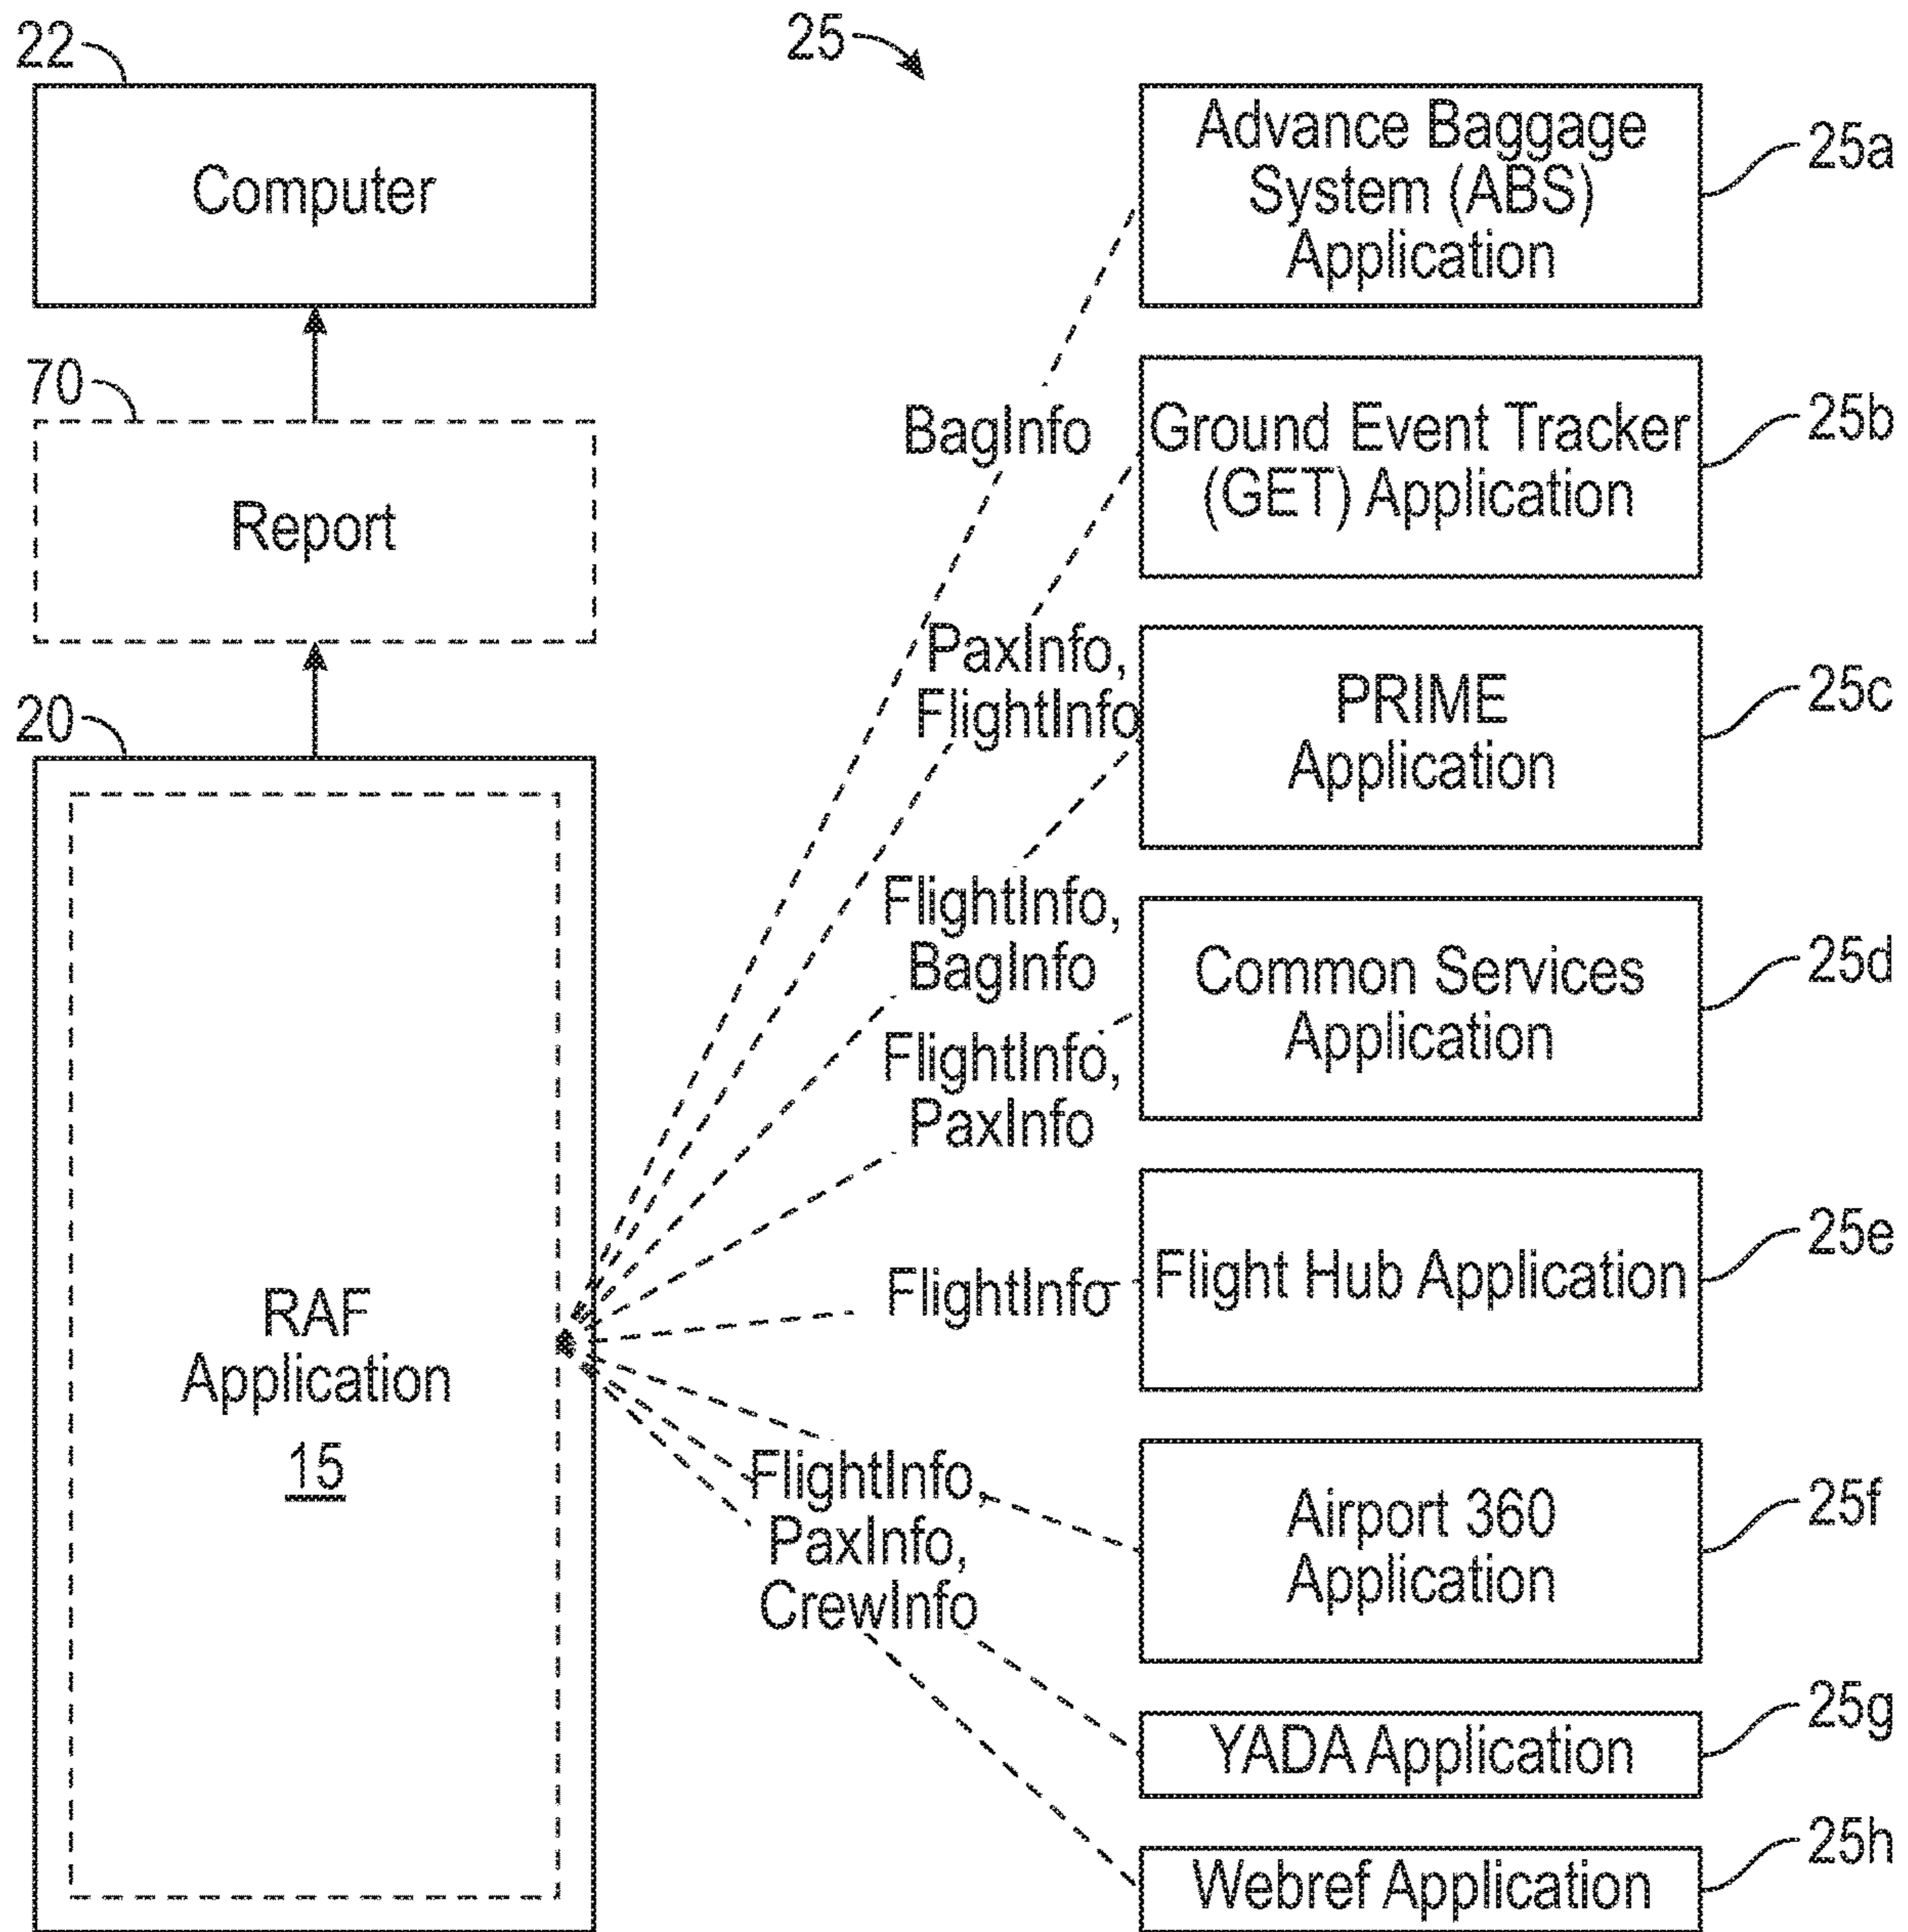 22
Computer
70
Report
20
RAF
Application
15
25
BagInfo
PaxInfo,
FlightInfo
FlightInfo,
BagInfo
FlightInfo,
PaxInfo
FlightInfo
FlightInfo,
PaxInfo,
CrewInfo
Advance Baggage
System (ABS)
Application
25a
Ground Event Tracker
(GET) Application
25b
PRIME
Application
25c
Common Services
Application
25d
Flight Hub Application
25e
Airport 360
Application
25f
YADA Application
25g
Webref Application
25h